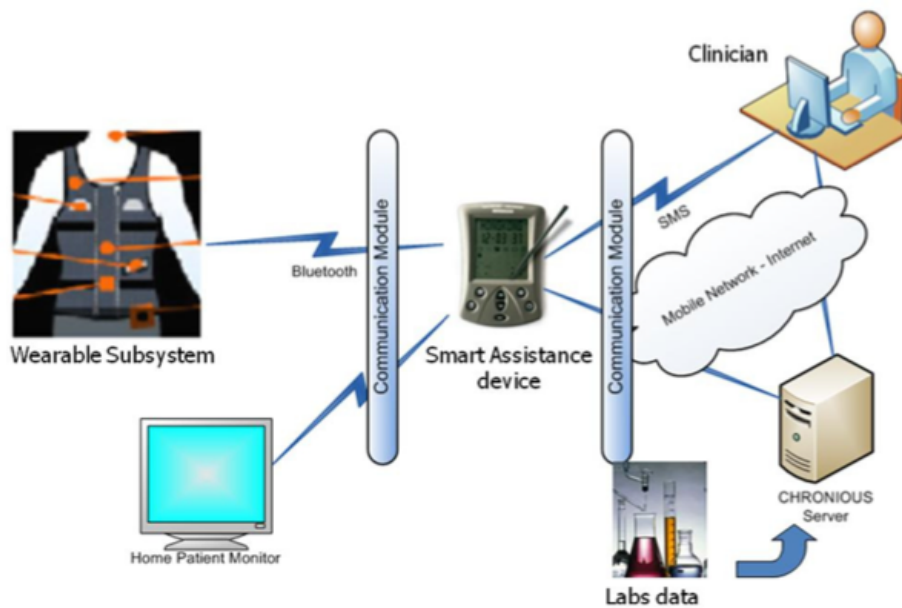 Clinician
Communication Module
Communication Module
SMS
Bluetooth
Mobile Network - Internet
Wearable Subsystem
Smart Assistance
device
CHRONIOUS
Server
Home Patient Monitor
Labs data